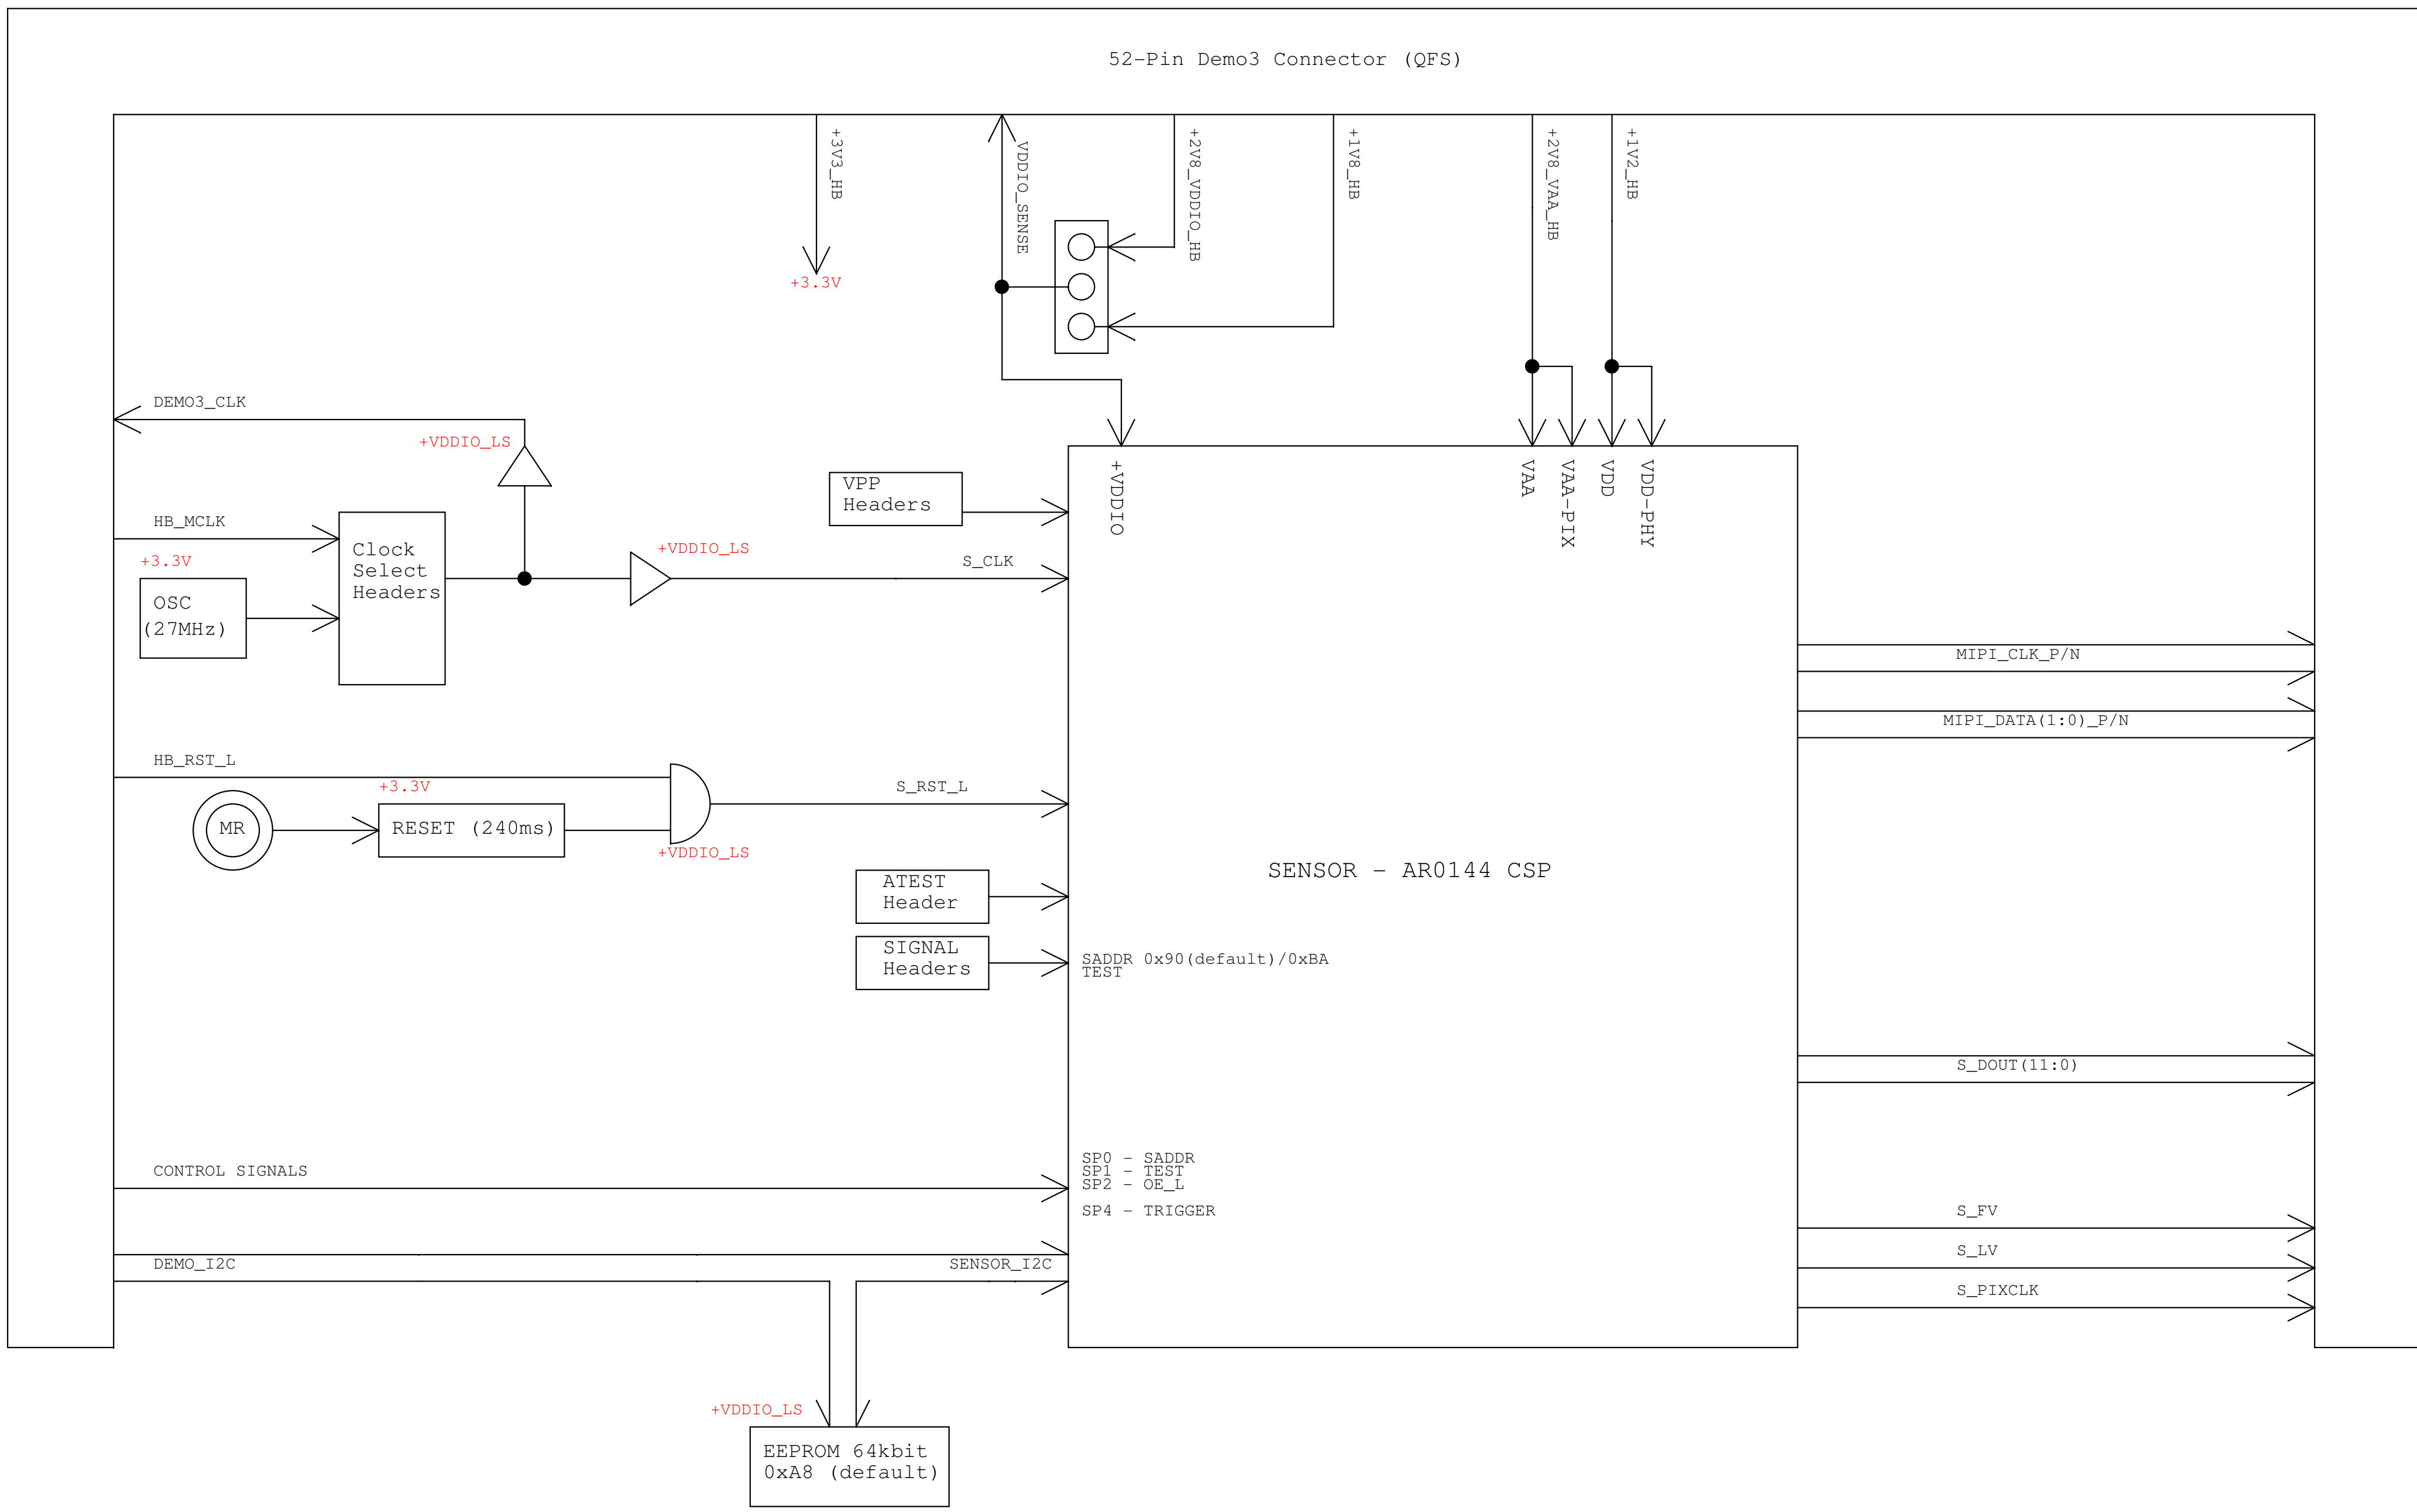 52-Pin Demo3 Connector (QFS)
+3V3_HB
VDDIO_SENSE
+2V8_VDDIO_HB
+1V8_HB
+2V8_VAA_HB
+1V2_HB
+3.3V
DEMO3_CLK
+VDDIO_LS
HB_MCLK
+3.3V
OSC
(27MHz)
Clock
Select
Headers
+VDDIO_LS
S_CLK
VPP
Headers
+VDDIO
VAA
VAA-PIX
VDD
VDD-PHY
MIPI_CLK_P/N
MIPI_DATA(1:0)_P/N
HB_RST_L
+3.3V
MR
RESET (240ms)
+VDDIO_LS
S_RST_L
ATEST
Header
SENSOR - AR0144 CSP
SIGNAL
Headers
SADDR 0x90(default)/0xBA
TEST
S_DOUT(11:0)
CONTROL SIGNALS
SP0 - SADDR
SP1 - TEST
SP2 - OE_L
SP4 - TRIGGER
S_FV
S_LV
S_PIXCLK
DEMO_I2C
SENSOR_I2C
+VDDIO_LS
EEPROM 64kbit
0xA8 (default)